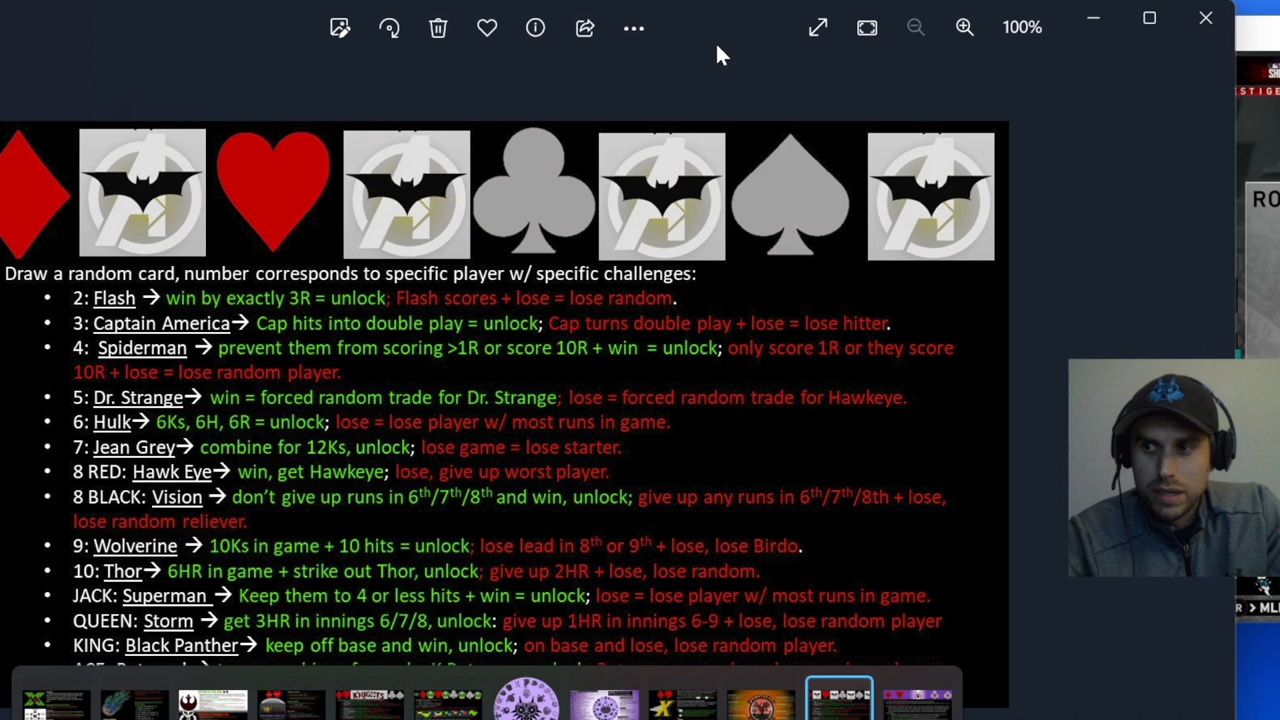 100%
STIGE
RO
Draw a random card, number corresponds to specific player w/ specific challenges:
• 2: Flash → win by exactly 3R = unlock; Flash scores + lose = lose random.
• 3: Captain America→ Cap hits into double play = unlock; Cap turns double play + lose = lose hitter.
• 4: Spiderman → prevent them from scoring >1R or score 10R + win = unlock; only score 1R or they score
10R + lose = lose random player.
• 5: Dr. Strange→ win = forced random trade for Dr. Strange; lose = forced random trade for Hawkeye.
• 6: Hulk→ 6Ks, 6H, 6R = unlock; lose = lose player w/ most runs in game.
• 7: Jean Grey→ combine for 12Ks, unlock; lose game = lose starter.
• 8 RED: Hawk Eye→ win, get Hawkeye; lose, give up worst player.
• 8 BLACK: Vision → don't give up runs in 6th/7th/8th and win, unlock; give up any runs in 6th/7th/8th + lose,
lose random reliever.
• 9: Wolverine → 10Ks in game + 10 hits = unlock; lose lead in 8th or 9th + lose, lose Birdo.
• 10: Thor→ 6HR in game + strike out Thor, unlock; give up 2HR + lose, lose random.
• JACK: Superman → Keep them to 4 or less hits + win = unlock; lose = lose player w/ most runs in game.
• QUEEN: Storm → get 3HR in innings 6/7/8, unlock: give up 1HR in innings 6-9 + lose, lose random player
• KING: Black Panther→ keep off base and win, unlock; on base and lose, lose random player.
R > ML